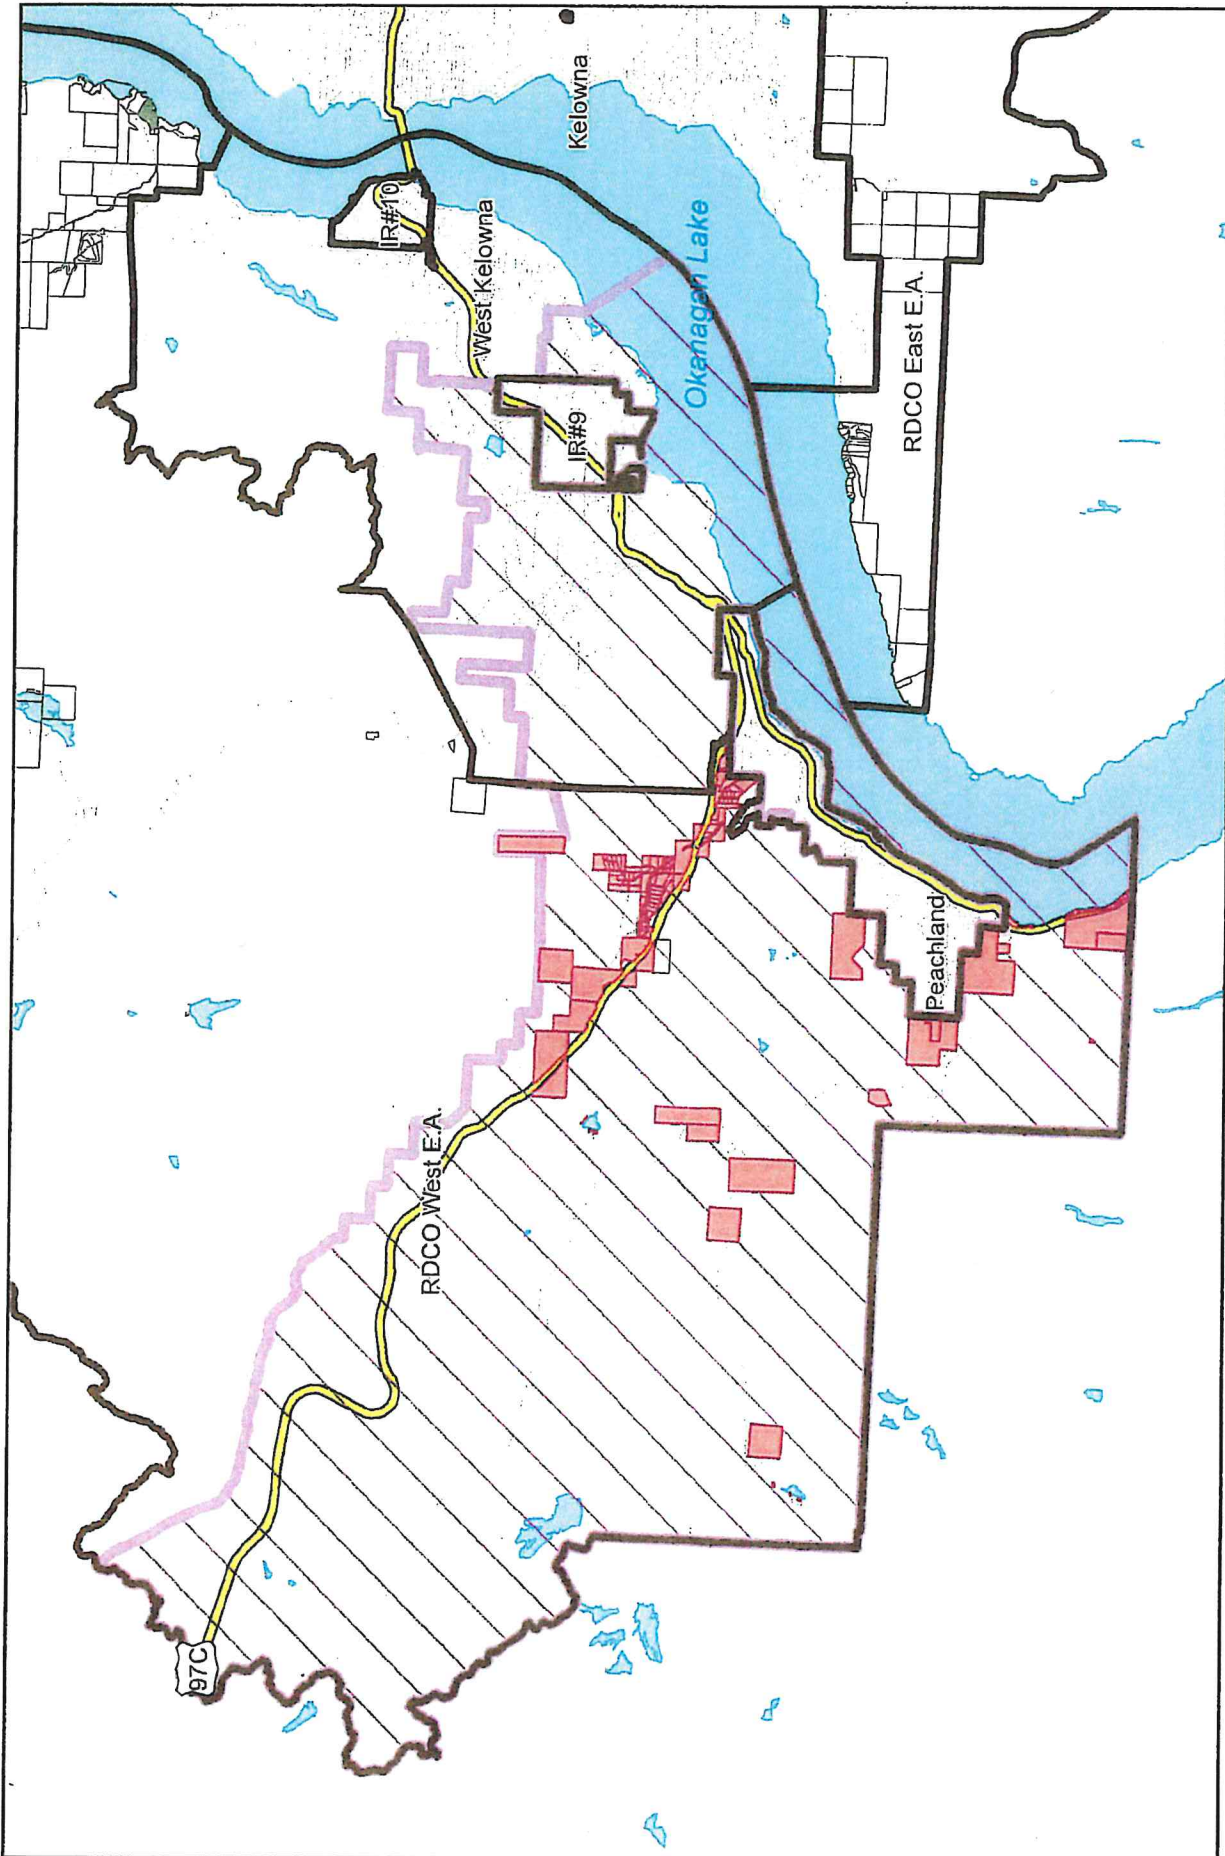 Kelowna
IR#10
West Kelowna
Okanagan Lake
RDCO East E.A.
IR#9
Peachland
RDCO West E.A.
97C